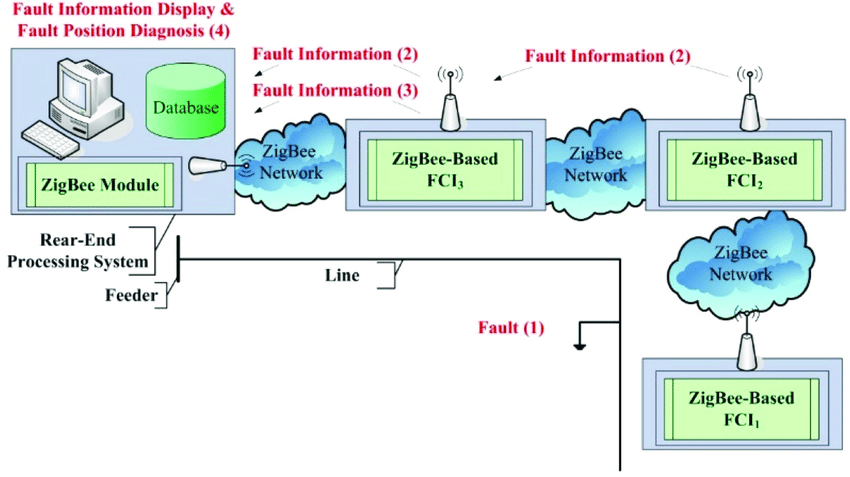 Fault Information Display &
Fault Position Diagnosis (4)
Fault Information (2)
Fault Information (2)
Fault Information (3)
Database
ZigBee Module
ZigBee
Network
ZigBee-Based
FCI₃
ZigBee
Network
ZigBee-Based
FCI₂
Rear-End
Processing System
Feeder
Line
ZigBee
Network
Fault (1)
ZigBee-Based
FCI₁